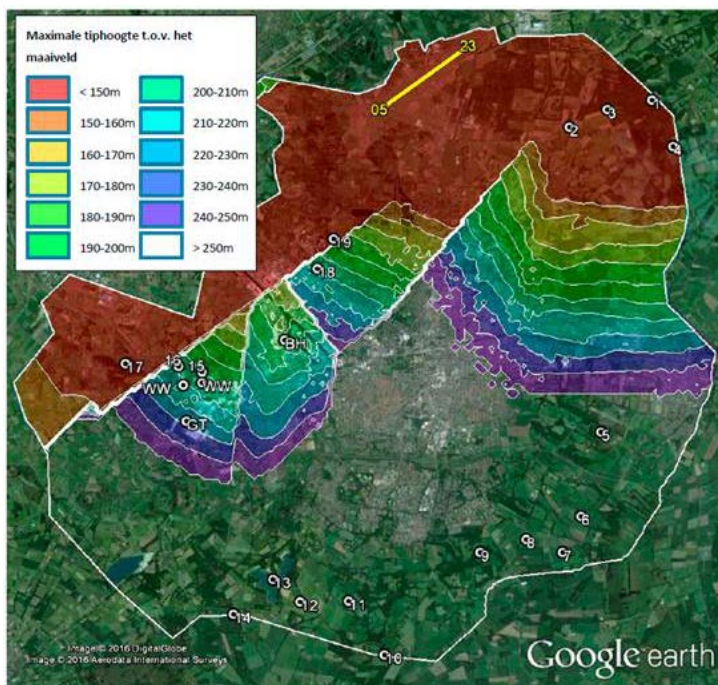 Maximale tiphoogte t.o.v. het
maaiveld
< 150m
200-210m
150-160m
210-220m
160-170m
220-230m
170-180m
230-240m
180-190m
240-250m
190-200m
> 250m
23
05
1
3
2
4
19
18
BH
17
16
15
WW
WW
GT
5
6
8
7
9
13
12
11
14
10
Image © 2016 DigitalGlobe
Image © 2016 Aerodata International Surveys
Google earth